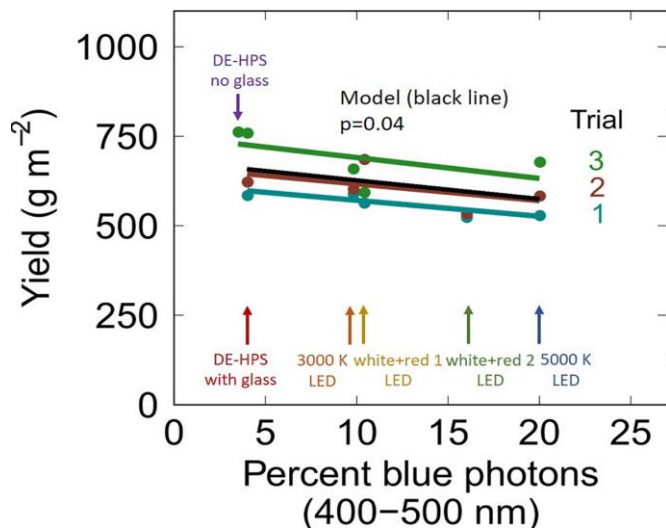 1000
750
500
250
0
Yield (g m⁻²)
DE-HPS
no glass
Model (black line)
p=0.04
Trial
3
2
1
DE-HPS
with glass
3000 K
LED
white+red 1
LED
white+red 2
LED
5000 K
LED
0 5 10 15 20 25
Percent blue photons
(400−500 nm)